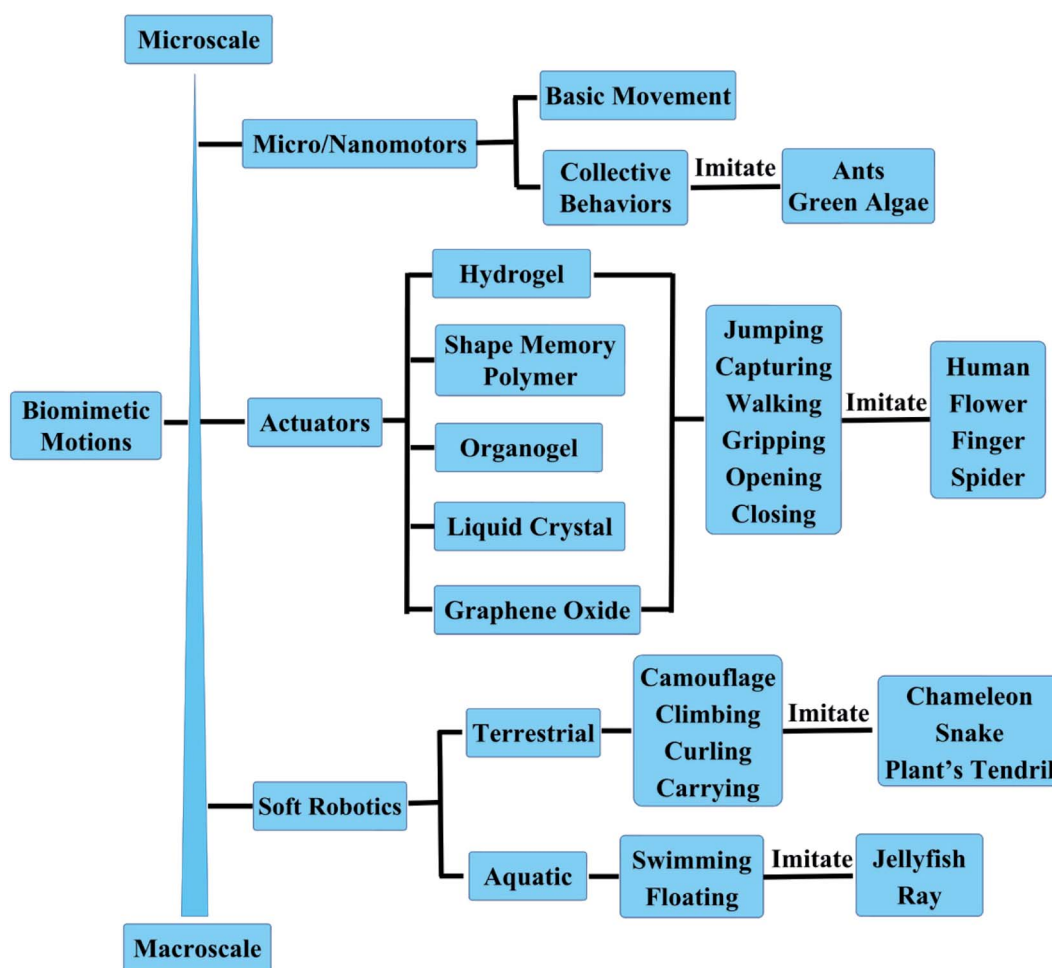 Microscale
Basic Movement
Micro/Nanomotors
Collective
Behaviors
Imitate
Ants
Green Algae
Biomimetic
Motions
Actuators
Hydrogel
Shape Memory
Polymer
Organogel
Liquid Crystal
Graphene Oxide
Jumping
Capturing
Walking
Gripping
Opening
Closing
Imitate
Human
Flower
Finger
Spider
Soft Robotics
Terrestrial
Camouflage
Climbing
Curling
Carrying
Imitate
Chameleon
Snake
Plant’s Tendril
Aquatic
Swimming
Floating
Imitate
Jellyfish
Ray
Macroscale